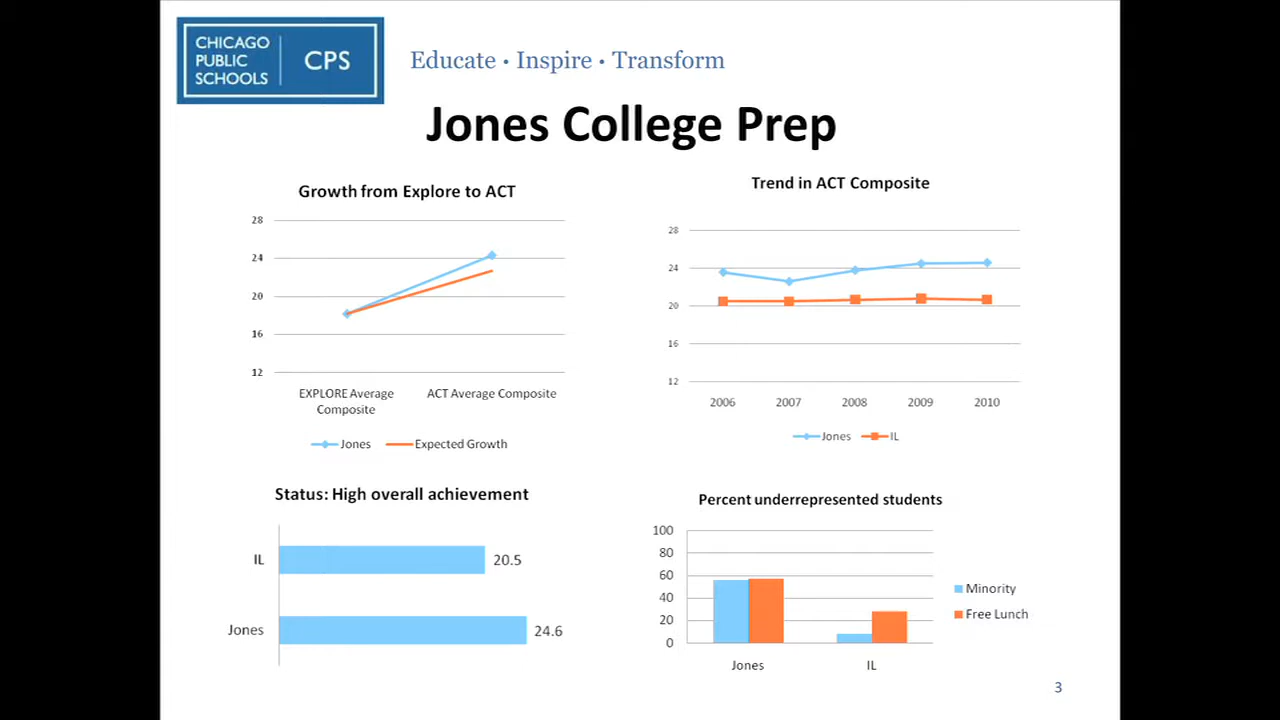 CHICAGO
PUBLIC
SCHOOLS
CPS
Educate • Inspire • Transform
Jones College Prep
Growth from Explore to ACT
28
24
20
16
12
EXPLORE Average
Composite
ACT Average Composite
Jones
Expected Growth
Trend in ACT Composite
28
24
20
16
12
2006 2007 2008 2009 2010
Jones
IL
Status: High overall achievement
IL
20.5
Jones
24.6
Percent underrepresented students
100
80
60
40
20
0
Jones
IL
Minority
Free Lunch
3